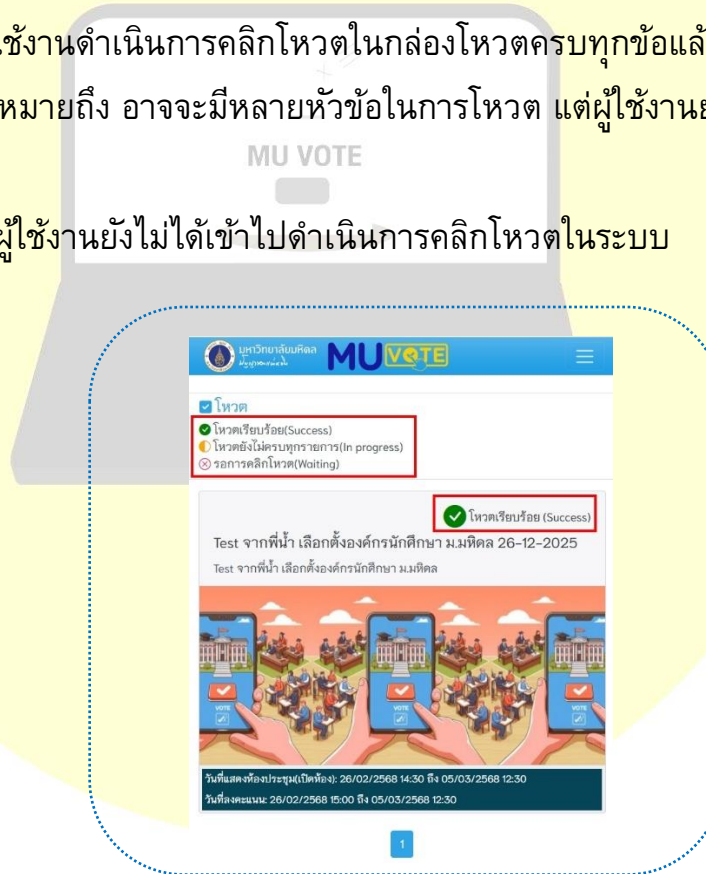 ช้งานดำเนินการคลิกโหวตในกล่องโหวตครบทุกข้อแล้
หมายถึง อาจจะมีหลายหัวข้อในการโหวต แต่ผู้ใช้งานย
MU VOTE
ผู้ใช้งานยังไม่ได้เข้าไปดำเนินการคลิกโหวตในระบบ
มหาวิทยาลัยมหิดล
MU VOTE
โหวต
โหวตเรียบร้อย(Success)
โหวตยังไม่ครบทุกรายการ(In progress)
รอการคลิกโหวต(Waiting)
โหวตเรียบร้อย (Success)
Test จากพี่น้ำ เลือกตั้งองค์กรนักศึกษา ม.มหิดล 26-12-2025
Test จากพี่น้ำ เลือกตั้งองค์กรนักศึกษา ม.มหิดล
VOTE VOTE VOTE
วันที่แสดงห้องประชุม(เปิดห้อง): 26/02/2568 14:30 ถึง 05/03/2568 12:30
วันที่ลงคะแนน: 26/02/2568 15:00 ถึง 05/03/2568 12:30
1